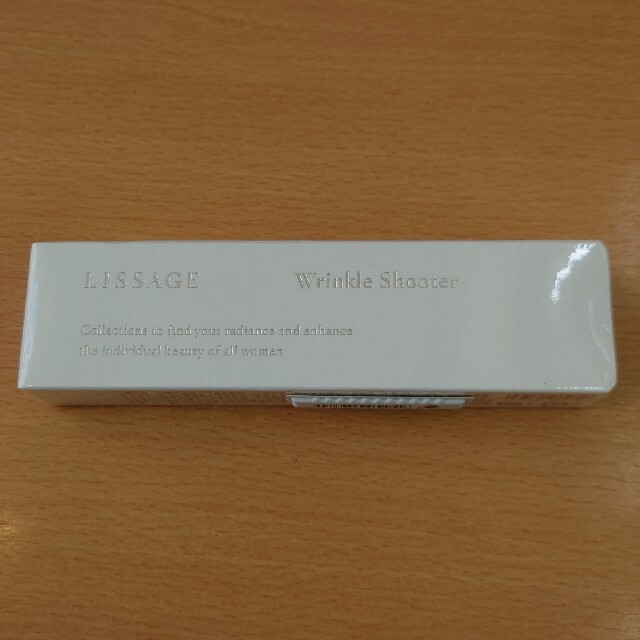 LISSAGE Wrinkle Shooter
Collections to find your radiance and enhance
the individual beauty of all women